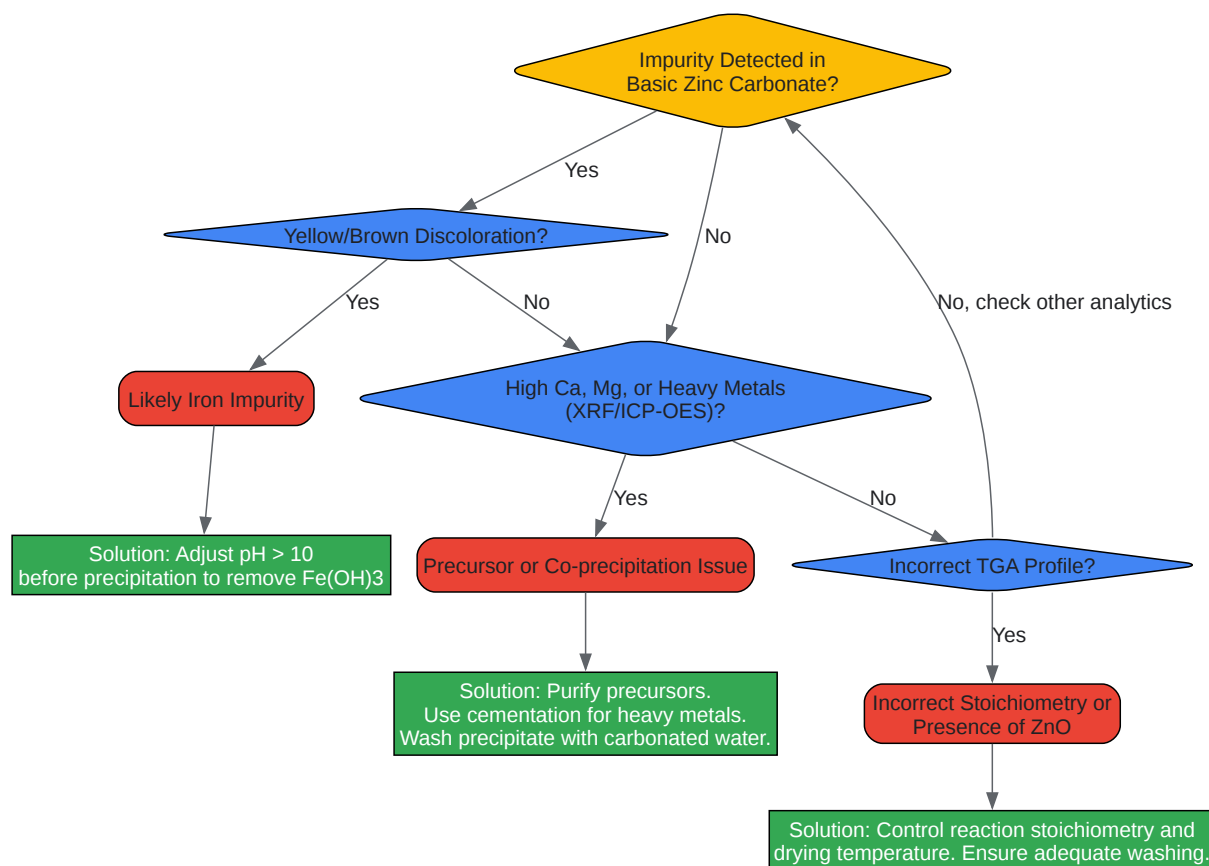 Impurity Detected in
Basic Zinc Carbonate?
Yes
No
Yellow/Brown Discoloration?
Yes
No
No, check other analytics
Likely Iron Impurity
High Ca, Mg, or Heavy Metals
(XRF/ICP-OES)?
Yes
No
Solution: Adjust pH > 10
before precipitation to remove Fe(OH)3
Precursor or Co-precipitation Issue
Incorrect TGA Profile?
Yes
Solution: Purify precursors.
Use cementation for heavy metals.
Wash precipitate with carbonated water.
Incorrect Stoichiometry or
Presence of ZnO
Solution: Control reaction stoichiometry and
drying temperature. Ensure adequate washing.